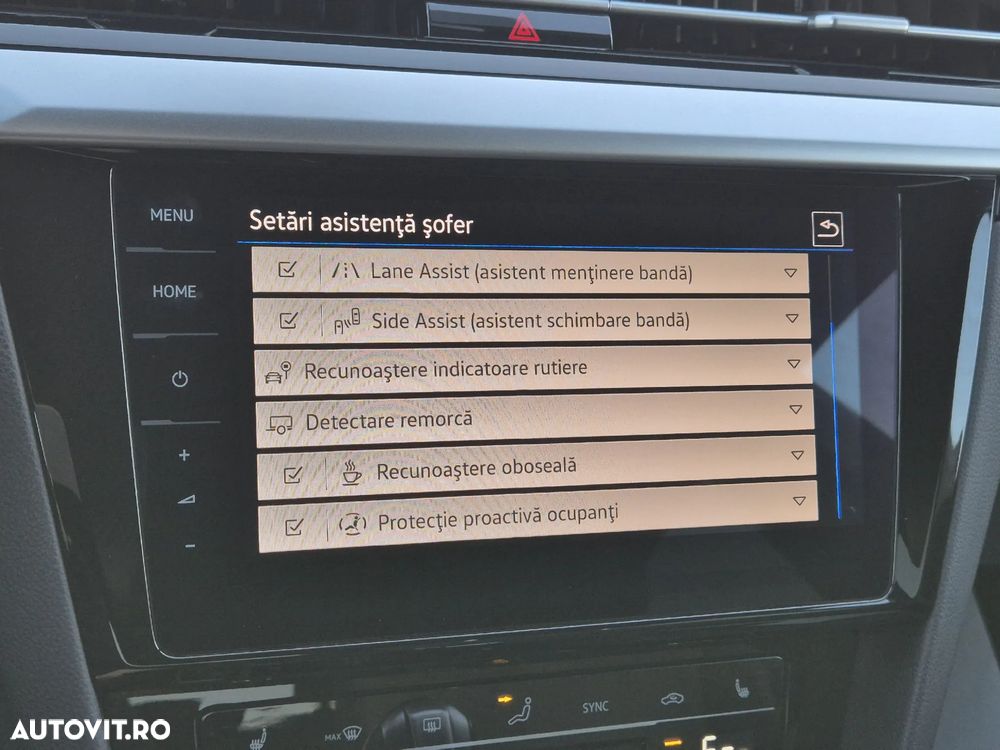 MENU
Setări asistenţă şofer
Lane Assist (asistent menţinere bandă)
HOME
Side Assist (asistent schimbare bandă)
Recunoaştere indicatoare rutiere
Detectare remorcă
Recunoaştere oboseală
Protecţie proactivă ocupanţi
SYNC
MAX
AUTOVIT.RO